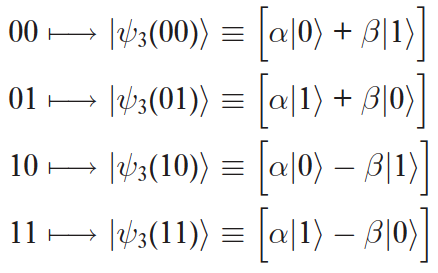 00 ⟼ |ψ₃(00)⟩ ≡ [α|0⟩ + β|1⟩]
01 ⟼ |ψ₃(01)⟩ ≡ [α|1⟩ + β|0⟩]
10 ⟼ |ψ₃(10)⟩ ≡ [α|0⟩ − β|1⟩]
11 ⟼ |ψ₃(11)⟩ ≡ [α|1⟩ − β|0⟩]